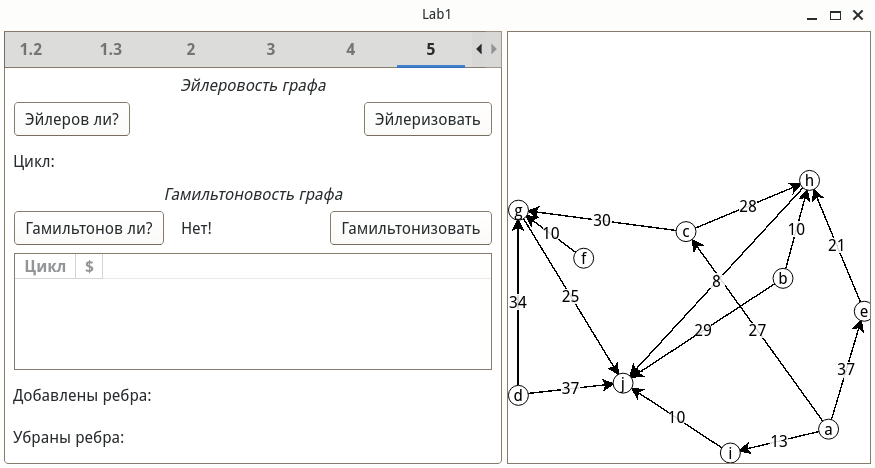 Lab1
1.2 1.3 2 3 4 5
Эйлеровость графа
Эйлеров ли? Эйлеризовать
Цикл:
Гамильтоновость графа
Гамильтонов ли? Нет! Гамильтонизовать
Цикл $
Добавлены ребра:
Убраны ребра:
h
28
g
30
c
10
10
21
f
b
8
25
34
e
29
27
37
j
37
d
10
a
13
i